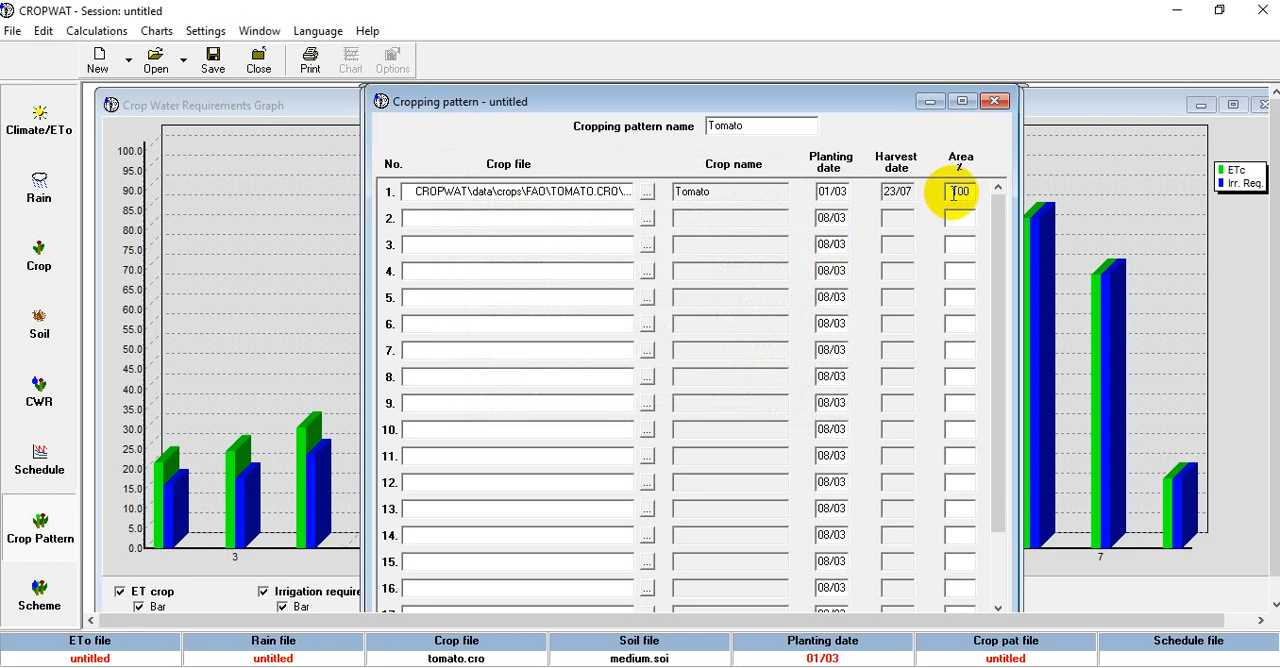 CROPWAT - Session: untitled
File Edit Calculations Charts Settings Window Language Help
New Open Save Close Print Chart Options
Climate/ETo
Rain
Crop
Soil
CWR
Schedule
Crop Pattern
Scheme
Crop Water Requirements Graph
100.0
95.0
90.0
85.0
80.0
75.0
70.0
65.0
60.0
55.0
50.0
45.0
40.0
35.0
30.0
25.0
20.0
15.0
10.0
5.0
0.0
3
7
ETc
Irr. Req.
ET crop
Bar
Irrigation require
Bar
Cropping pattern - untitled
Cropping pattern name Tomato
No. Crop file Crop name Planting date Harvest date Area %
1. CROPWAT\data\crops\FAO\TOMATO.CRO\... ... Tomato 01/03 23/07 100
2. ... 08/03
3. ... 08/03
4. ... 08/03
5. ... 08/03
6. ... 08/03
7. ... 08/03
8. ... 08/03
9. ... 08/03
10. ... 08/03
11. ... 08/03
12. ... 08/03
13. ... 08/03
14. ... 08/03
15. ... 08/03
16. ... 08/03
ETo file Rain file Crop file Soil file Planting date Crop pat file Schedule file
untitled untitled tomato.cro medium.soi 01/03 untitled